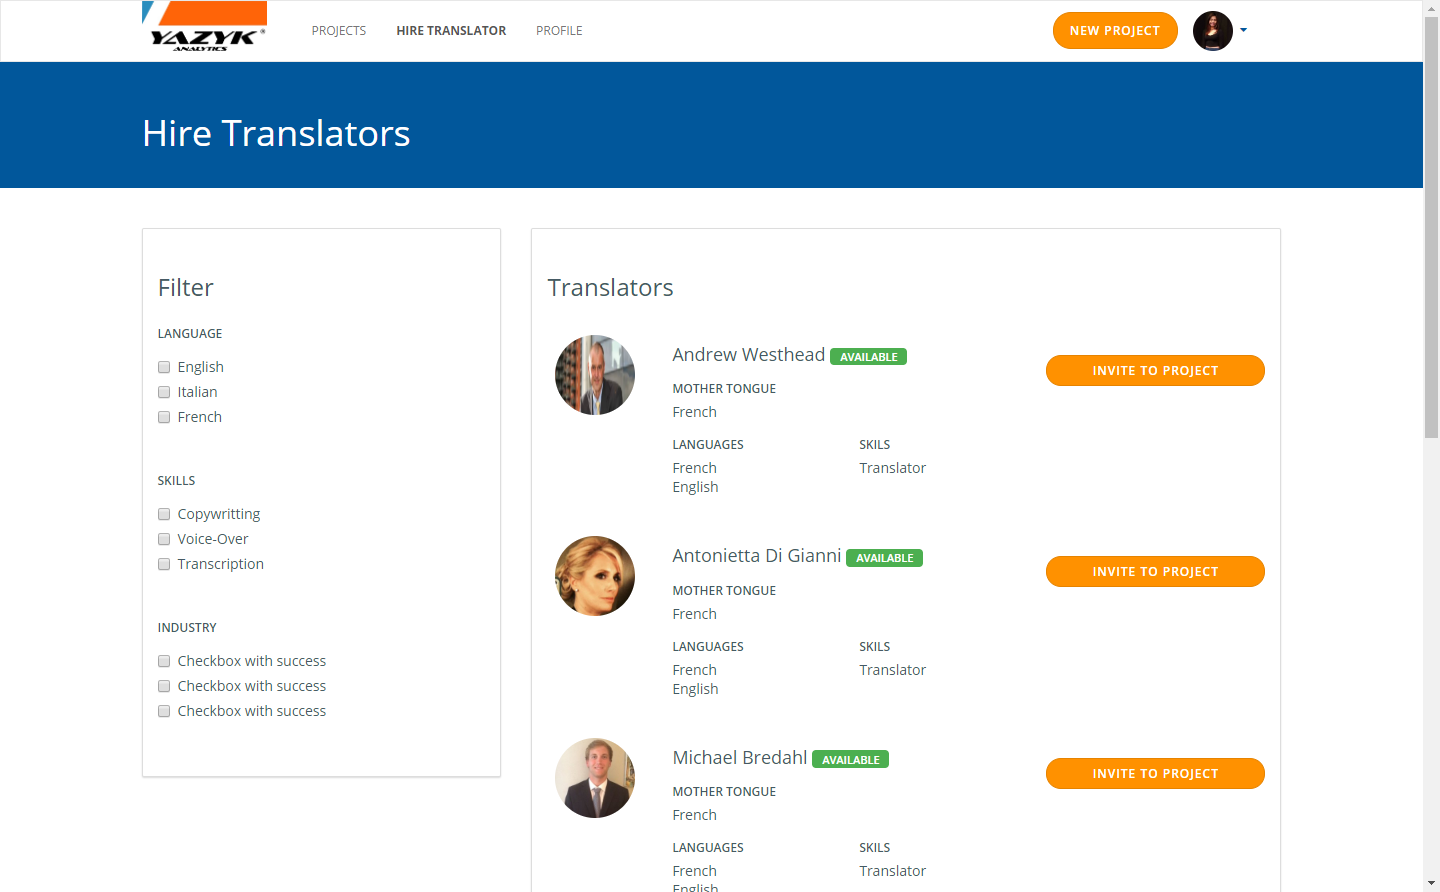 YAZYK®
ANALYTICS
PROJECTS
HIRE TRANSLATOR
PROFILE
NEW PROJECT
Hire Translators
Filter
LANGUAGE
English
Italian
French
SKILLS
Copywritting
Voice-Over
Transcription
INDUSTRY
Checkbox with success
Checkbox with success
Checkbox with success
Translators
Andrew Westhead AVAILABLE
INVITE TO PROJECT
MOTHER TONGUE
French
LANGUAGES
French
English
SKILS
Translator
Antonietta Di Gianni AVAILABLE
INVITE TO PROJECT
MOTHER TONGUE
French
LANGUAGES
French
English
SKILS
Translator
Michael Bredahl AVAILABLE
INVITE TO PROJECT
MOTHER TONGUE
French
LANGUAGES
French
English
SKILS
Translator